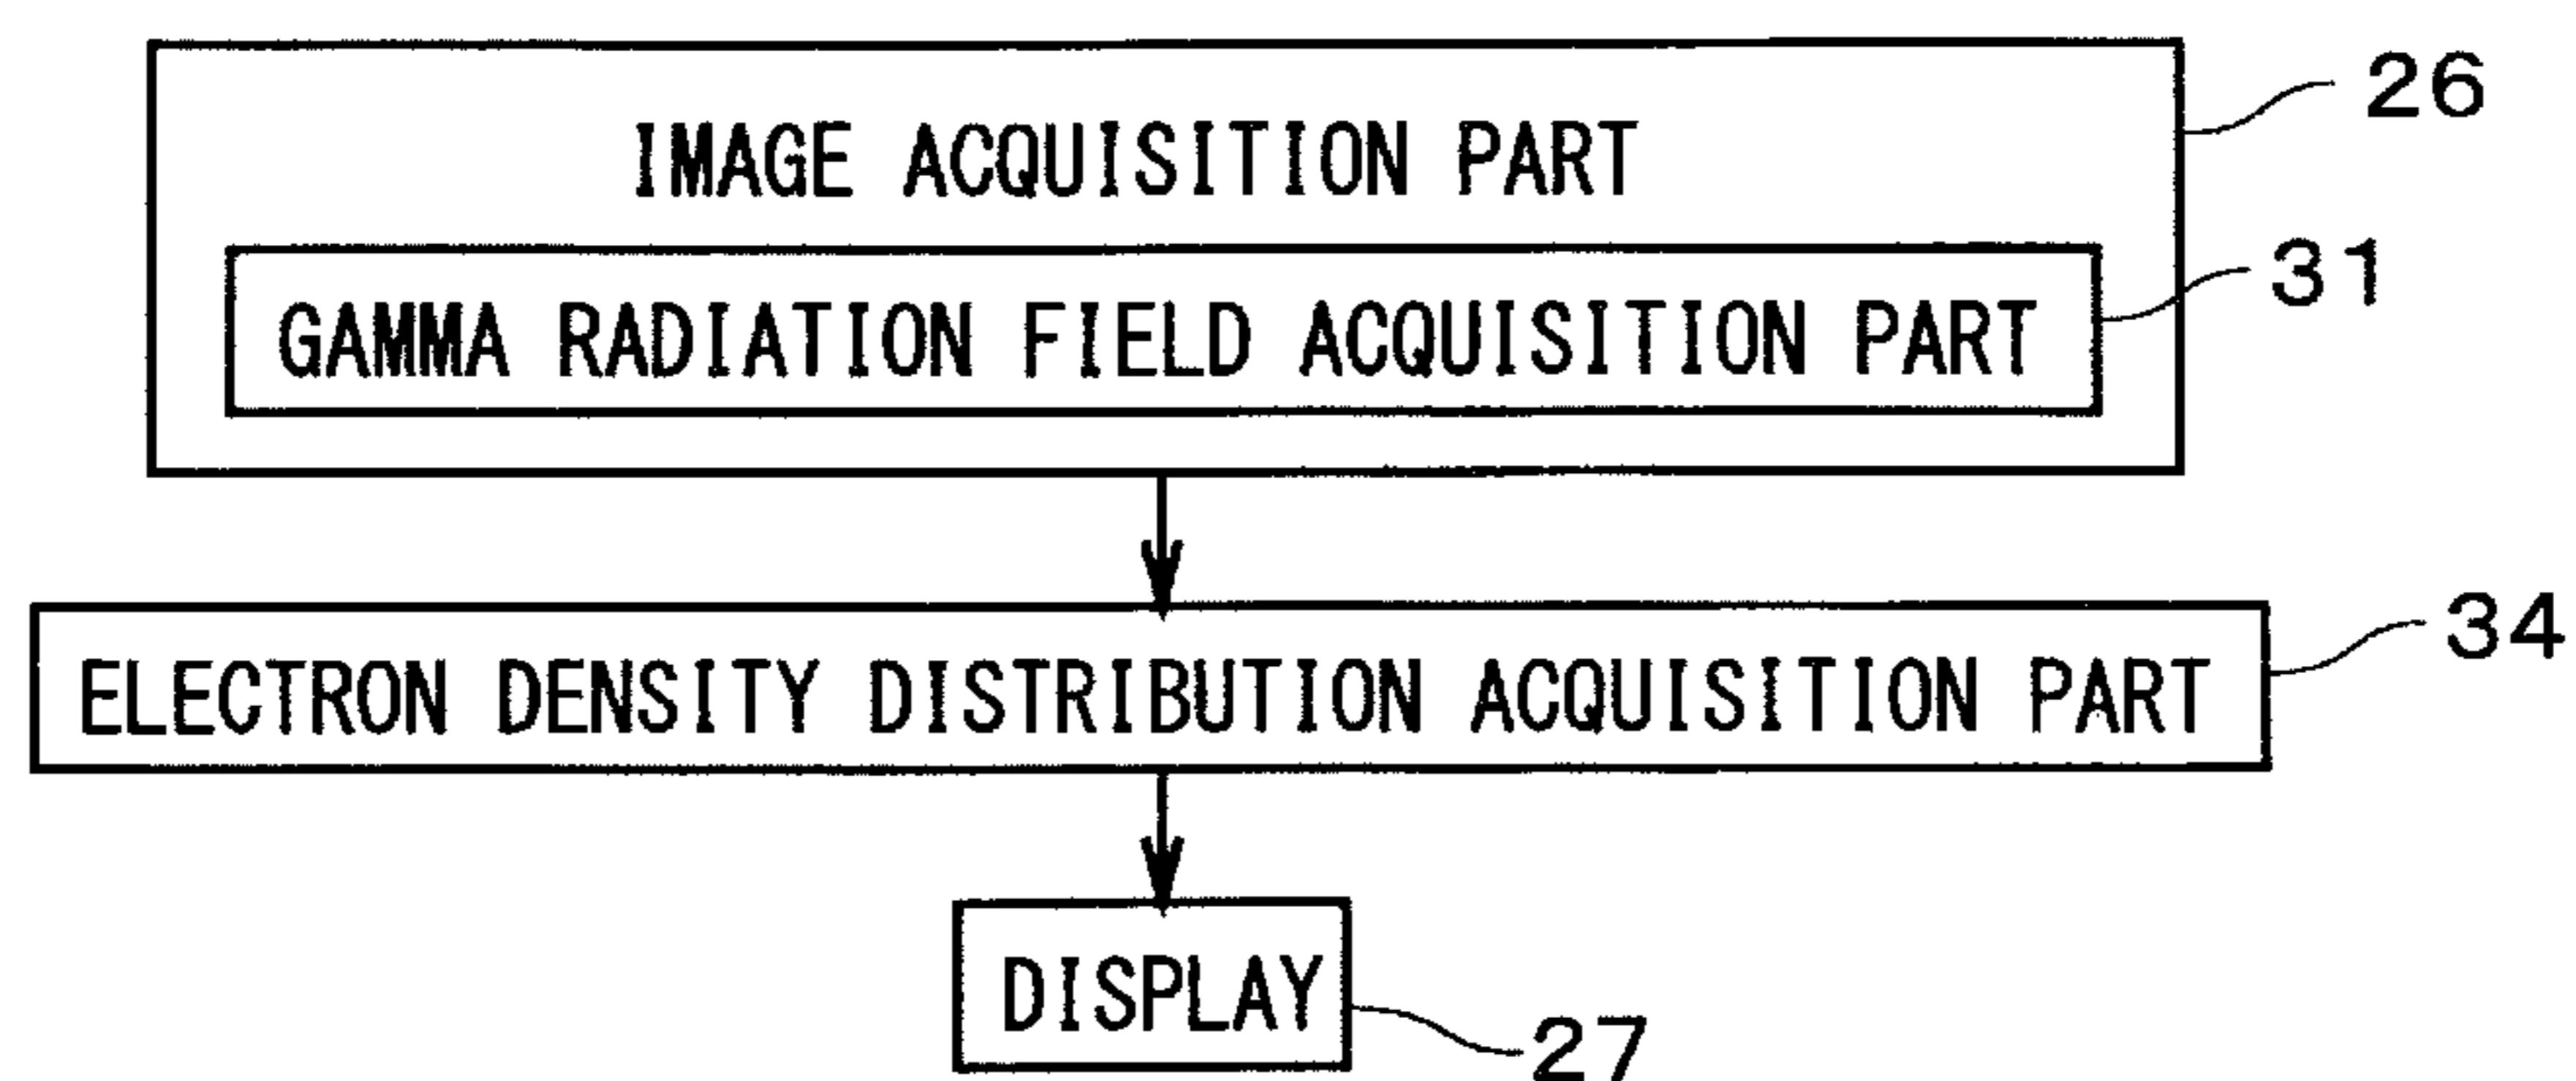 26
IMAGE ACQUISITION PART
31
GAMMA RADIATION FIELD ACQUISITION PART
34
ELECTRON DENSITY DISTRIBUTION ACQUISITION PART
DISPLAY
27